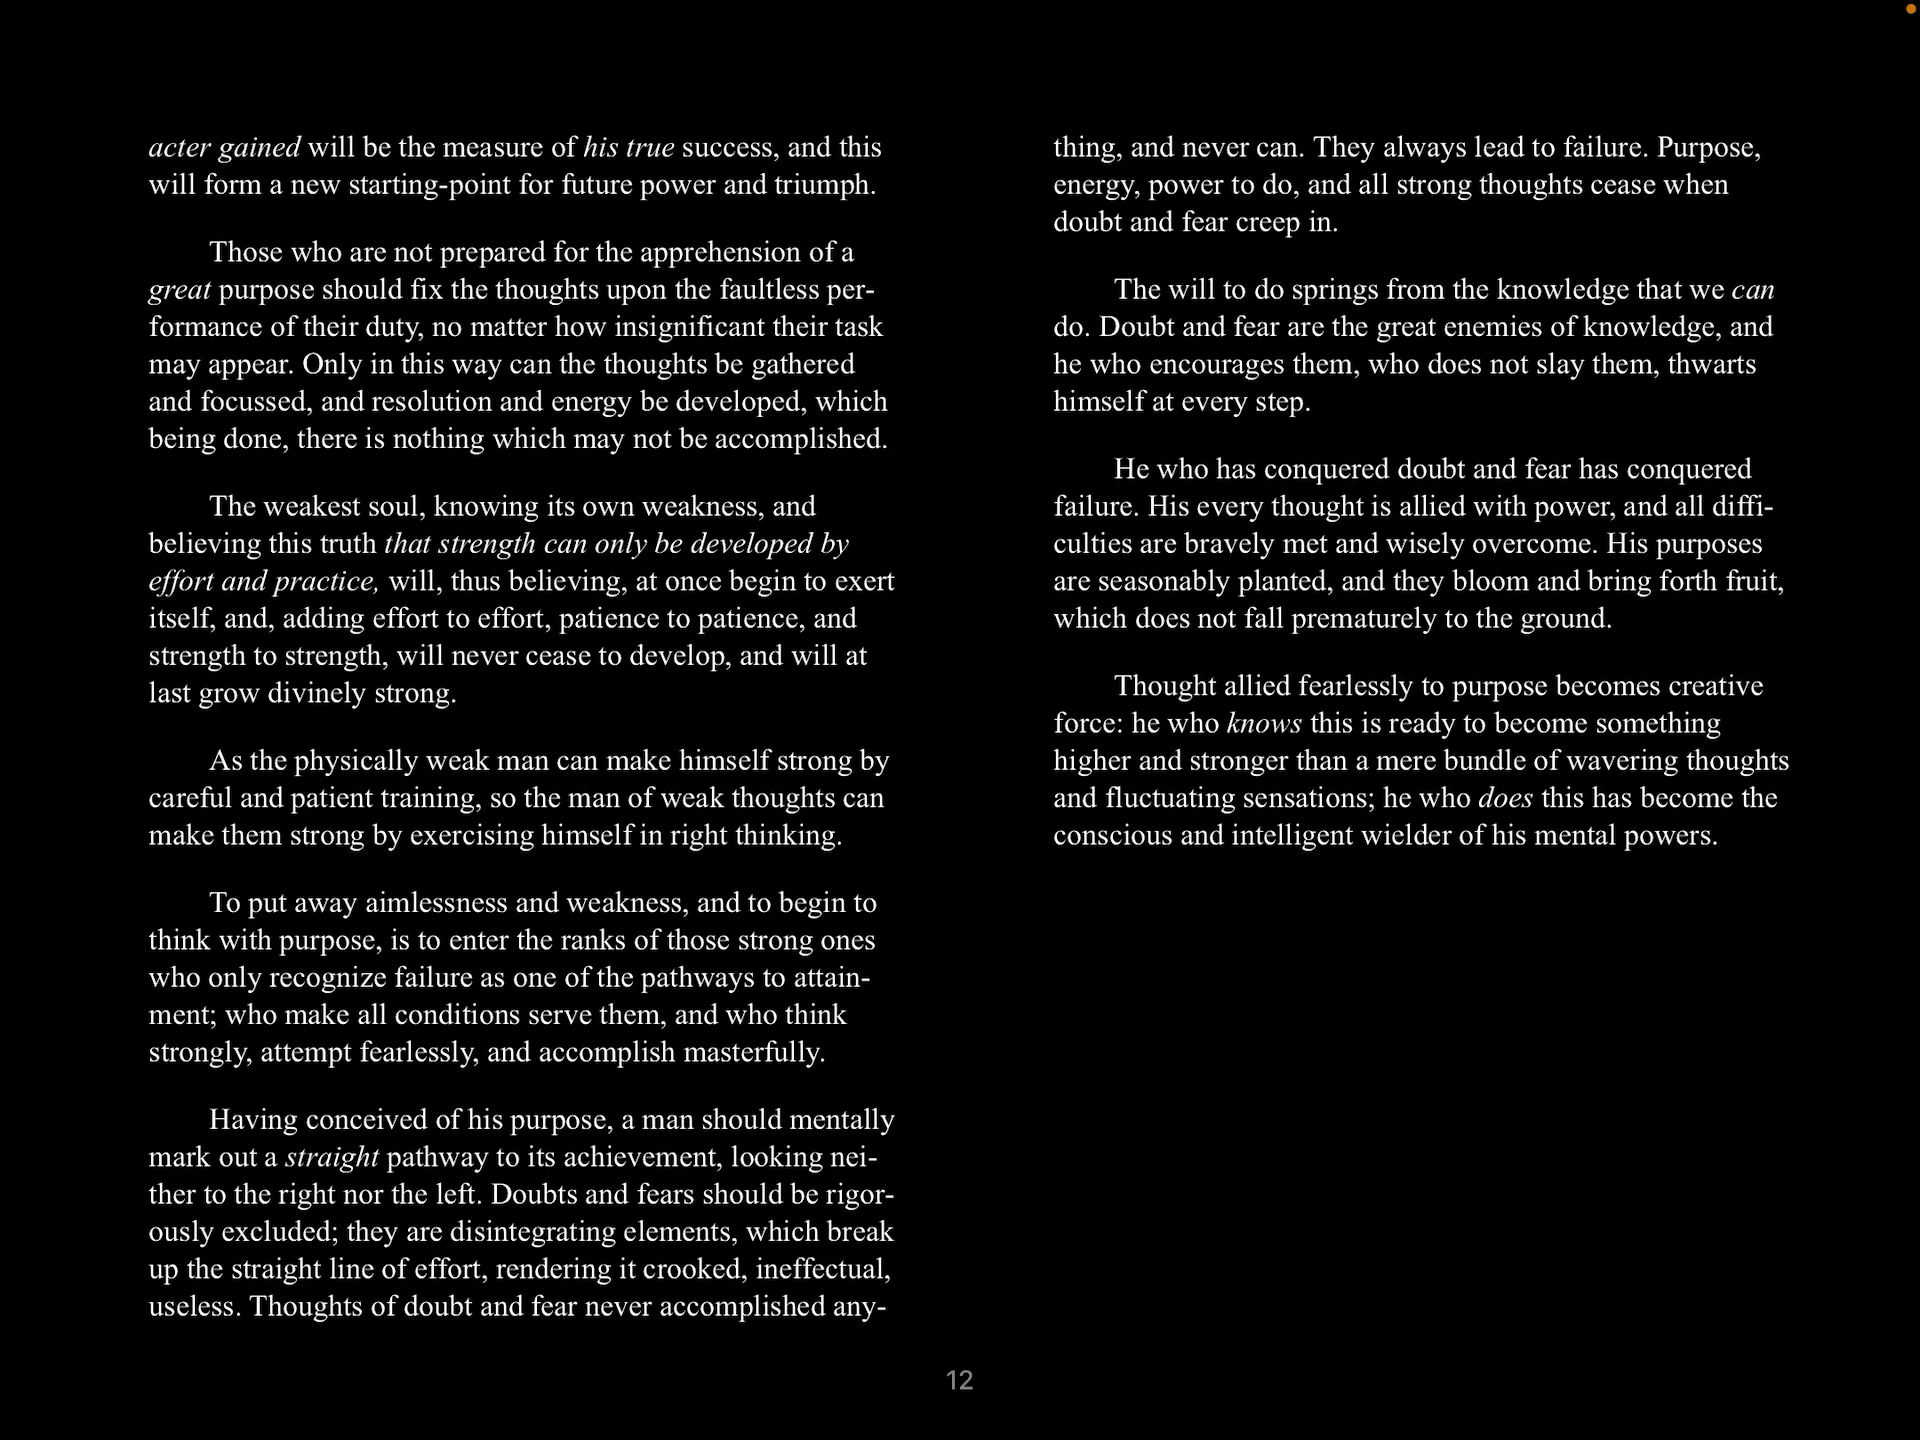 acter gained will be the measure of his true success, and this
will form a new starting-point for future power and triumph.
Those who are not prepared for the apprehension of a
great purpose should fix the thoughts upon the faultless per-
formance of their duty, no matter how insignificant their task
may appear. Only in this way can the thoughts be gathered
and focussed, and resolution and energy be developed, which
being done, there is nothing which may not be accomplished.
The weakest soul, knowing its own weakness, and
believing this truth that strength can only be developed by
effort and practice, will, thus believing, at once begin to exert
itself, and, adding effort to effort, patience to patience, and
strength to strength, will never cease to develop, and will at
last grow divinely strong.
As the physically weak man can make himself strong by
careful and patient training, so the man of weak thoughts can
make them strong by exercising himself in right thinking.
To put away aimlessness and weakness, and to begin to
think with purpose, is to enter the ranks of those strong ones
who only recognize failure as one of the pathways to attain-
ment; who make all conditions serve them, and who think
strongly, attempt fearlessly, and accomplish masterfully.
Having conceived of his purpose, a man should mentally
mark out a straight pathway to its achievement, looking nei-
ther to the right nor the left. Doubts and fears should be rigor-
ously excluded; they are disintegrating elements, which break
up the straight line of effort, rendering it crooked, ineffectual,
useless. Thoughts of doubt and fear never accomplished any-
thing, and never can. They always lead to failure. Purpose,
energy, power to do, and all strong thoughts cease when
doubt and fear creep in.
The will to do springs from the knowledge that we can
do. Doubt and fear are the great enemies of knowledge, and
he who encourages them, who does not slay them, thwarts
himself at every step.
He who has conquered doubt and fear has conquered
failure. His every thought is allied with power, and all diffi-
culties are bravely met and wisely overcome. His purposes
are seasonably planted, and they bloom and bring forth fruit,
which does not fall prematurely to the ground.
Thought allied fearlessly to purpose becomes creative
force: he who knows this is ready to become something
higher and stronger than a mere bundle of wavering thoughts
and fluctuating sensations; he who does this has become the
conscious and intelligent wielder of his mental powers.
12